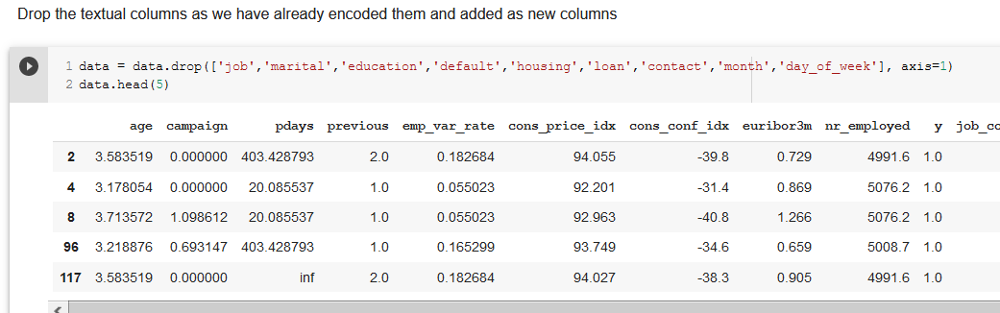 Drop the textual columns as we have already encoded them and added as new columns
1 data = data.drop(['job','marital','education','default','housing','loan','contact','month','day_of_week'], axis=1)
2 data.head(5)
age campaign pdays previous emp_var_rate cons_price_idx cons_conf_idx euribor3m nr_employed y job_co
2 3.583519 0.000000 403.428793 2.0 0.182684 94.055 -39.8 0.729 4991.6 1.0
4 3.178054 0.000000 20.085537 1.0 0.055023 92.201 -31.4 0.869 5076.2 1.0
8 3.713572 1.098612 20.085537 1.0 0.055023 92.963 -40.8 1.266 5076.2 1.0
96 3.218876 0.693147 403.428793 1.0 0.165299 93.749 -34.6 0.659 5008.7 1.0
117 3.583519 0.000000 inf 2.0 0.182684 94.027 -38.3 0.905 4991.6 1.0